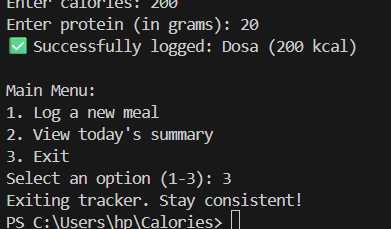 Enter calories: 200
Enter protein (in grams): 20
✅ Successfully logged: Dosa (200 kcal)
Main Menu:
1. Log a new meal
2. View today's summary
3. Exit
Select an option (1-3): 3
Exiting tracker. Stay consistent!
PS C:\Users\hp\Calories>